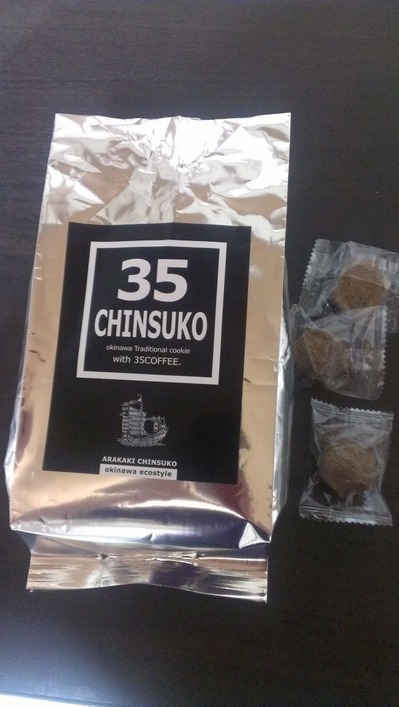 35
CHINSUKO
okinawa Traditional cookie
with 35COFFEE.
ARAKAKI CHINSUKO
okinawa ecostyle